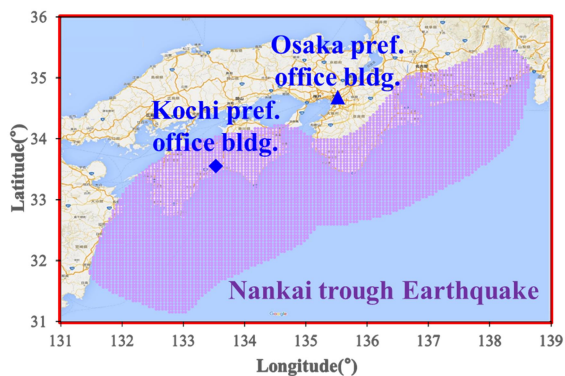 36
35
34
33
32
31
Latitude(°)
Osaka pref.
office bldg.
Kochi pref.
office bldg.
Nankai trough Earthquake
131 132 133 134 135 136 137 138 139
Longitude(°)